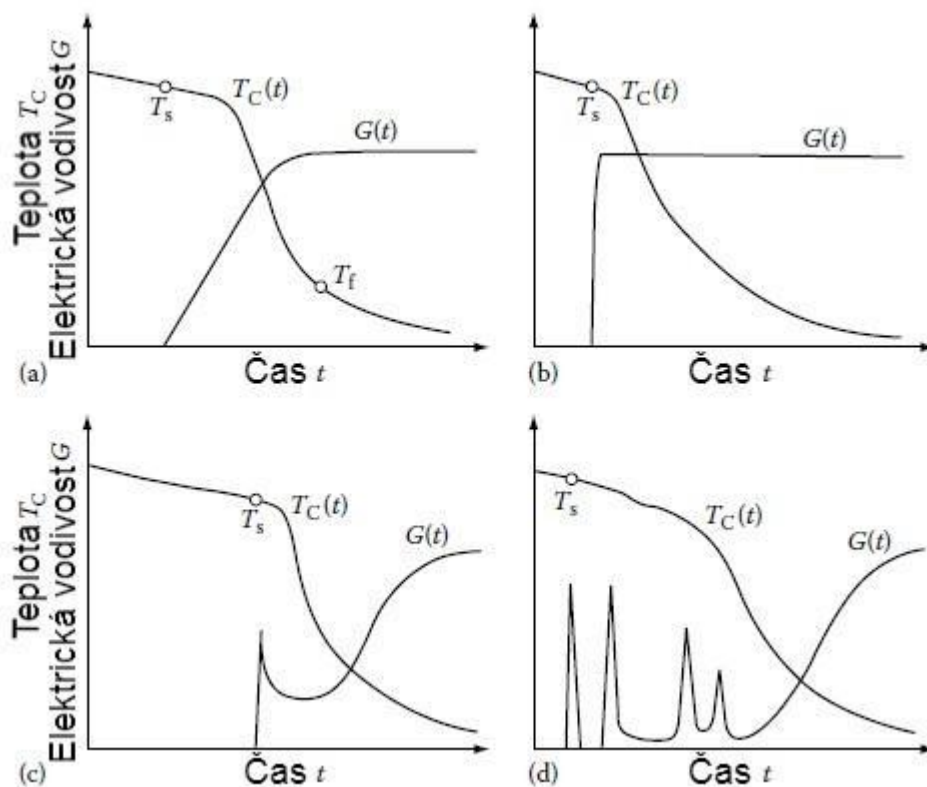 Teplota T_C
Elektrická vodivost G
T_s
T_C(t)
G(t)
T_f
(a)
Čas t
T_s
T_C(t)
G(t)
(b)
Čas t
Teplota T_C
Elektrická vodivost G
T_s
T_C(t)
G(t)
(c)
Čas t
T_s
T_C(t)
G(t)
(d)
Čas t